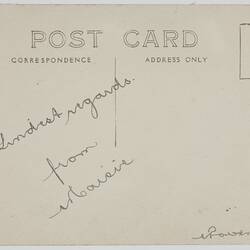 POST CARD
CORRESPONDENCE
ADDRESS ONLY
Kindest regards.
from
Maisie